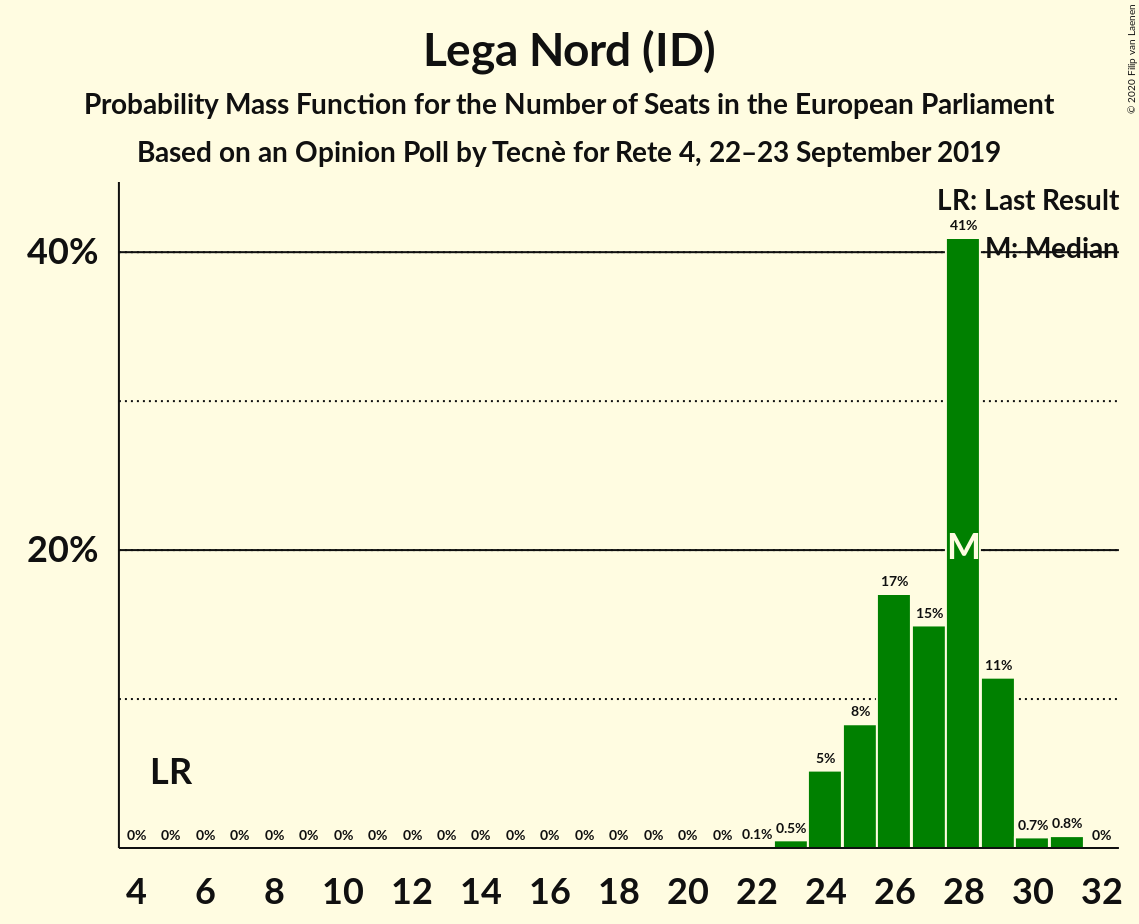 Lega Nord (ID)
Probability Mass Function for the Number of Seats in the European Parliament
Based on an Opinion Poll by Tecnè for Rete 4, 22–23 September 2019
© 2020 Filip van Laenen
LR: Last Result
M: Median
40%
20%
41%
M
17%
15%
11%
8%
5%
LR
0% 0% 0% 0% 0% 0% 0% 0% 0% 0% 0% 0% 0% 0% 0% 0% 0% 0% 0.1% 0.5% 0.7% 0.8% 0%
4 6 8 10 12 14 16 18 20 22 24 26 28 30 32